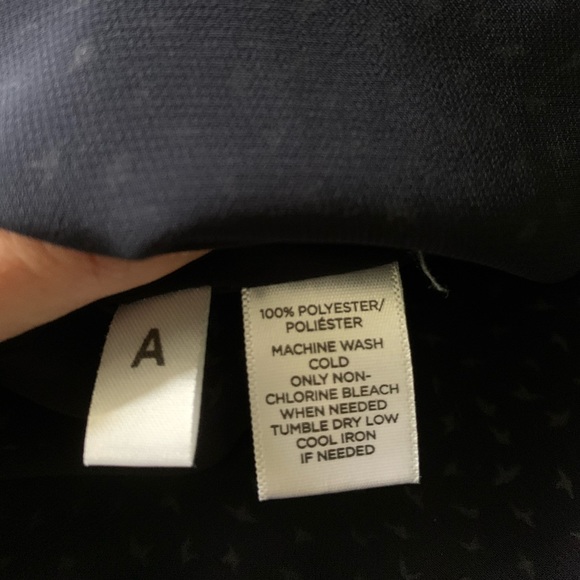 A
100% POLYESTER/
POLIÉSTER
MACHINE WASH
COLD
ONLY NON-
CHLORINE BLEACH
WHEN NEEDED
TUMBLE DRY LOW
COOL IRON
IF NEEDED